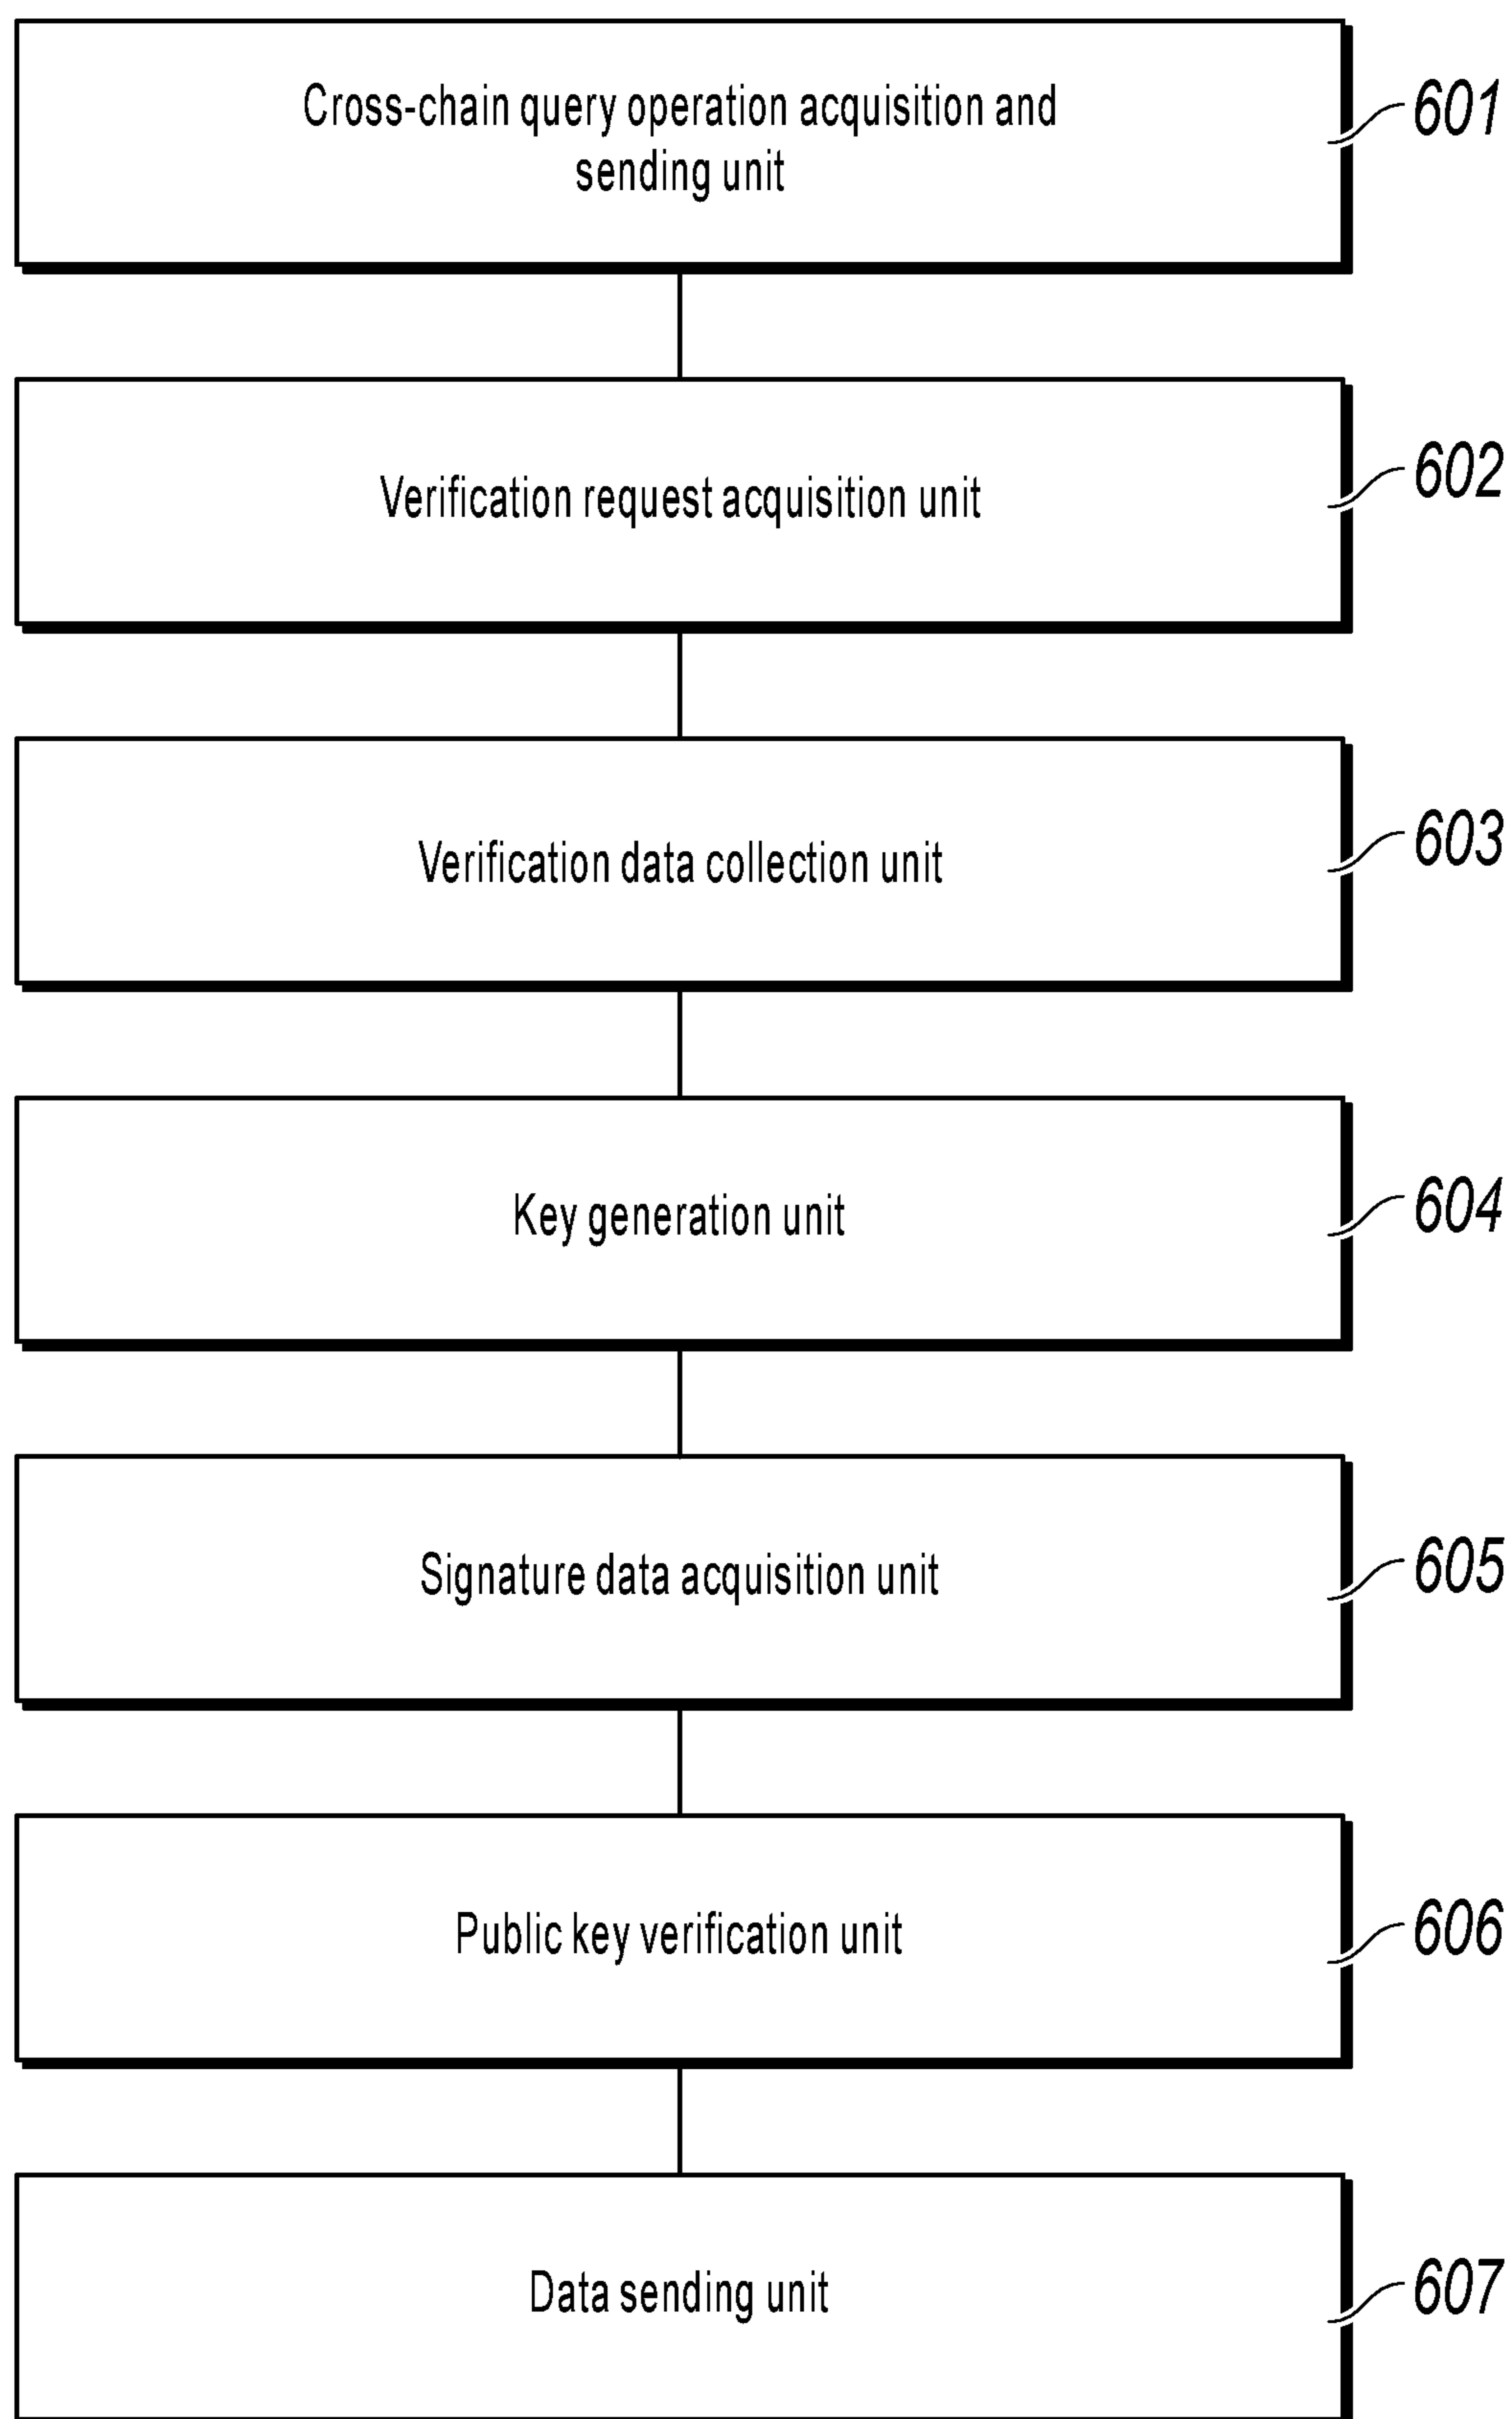 Cross-chain query operation acquisition and
sending unit
601
Verification request acquisition unit
602
Verification data collection unit
603
Key generation unit
604
Signature data acquisition unit
605
Public key verification unit
606
Data sending unit
607